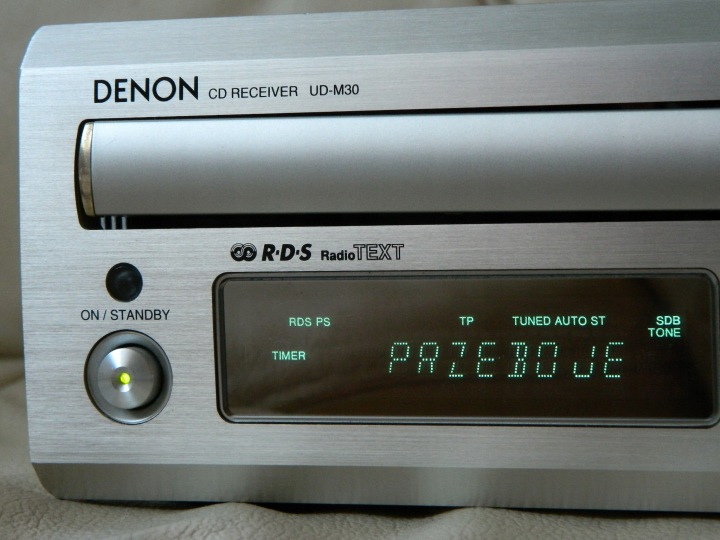 DENON CD RECEIVER UD-M30
R·D·S RadioTEXT
ON / STANDBY
RDS PS TP TUNED AUTO ST SDB
TONE
TIMER PRZEBOJE